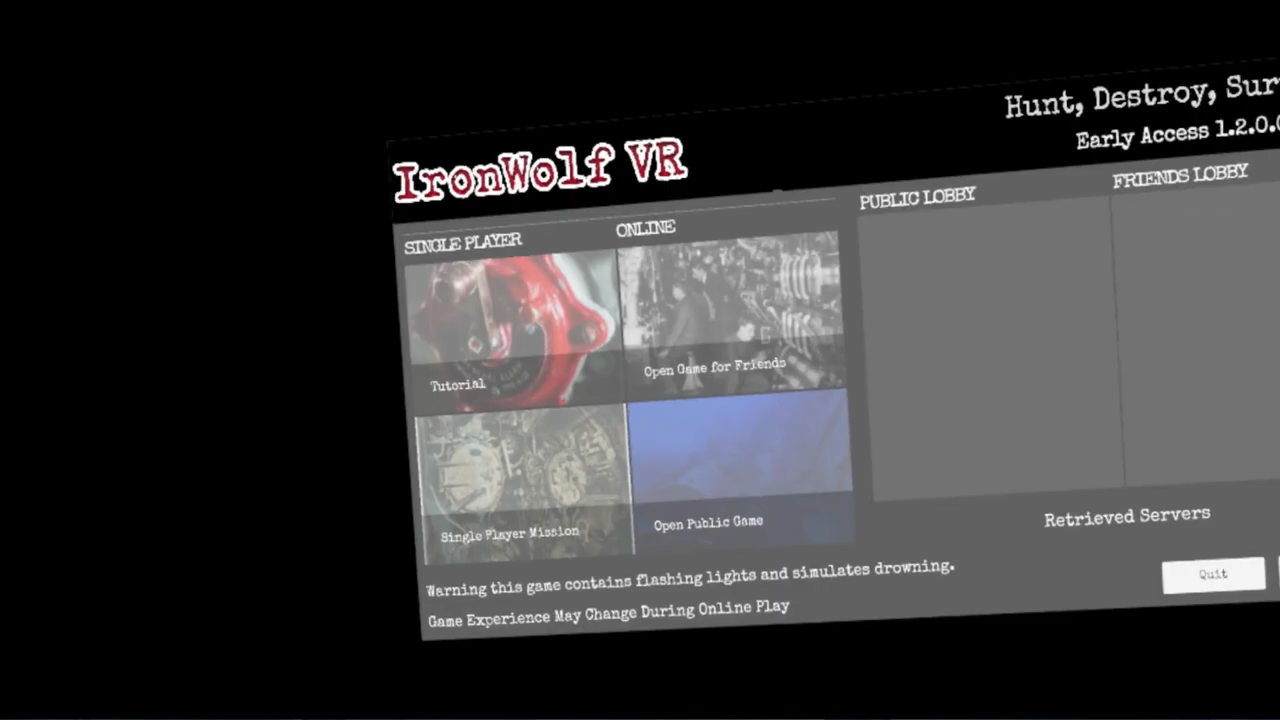 Hunt, Destroy, Sur
IronWolf VR
Early Access 1.2.0.
SINGLE PLAYER
ONLINE
PUBLIC LOBBY
FRIENDS LOBBY
Tutorial
Open Game for Friends
Single Player Mission
Open Public Game
Retrieved Servers
Warning this game contains flashing lights and simulates drowning.
Quit
Game Experience May Change During Online Play